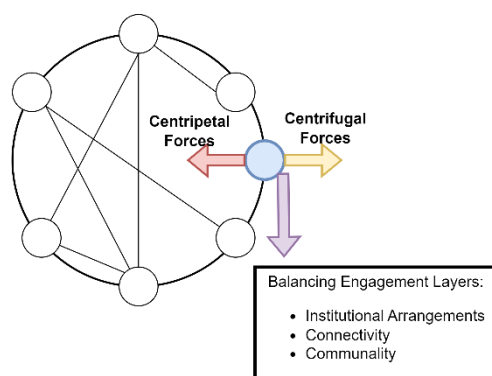 Centripetal
Forces
Centrifugal
Forces
Balancing Engagement Layers:
• Institutional Arrangements
• Connectivity
• Communality